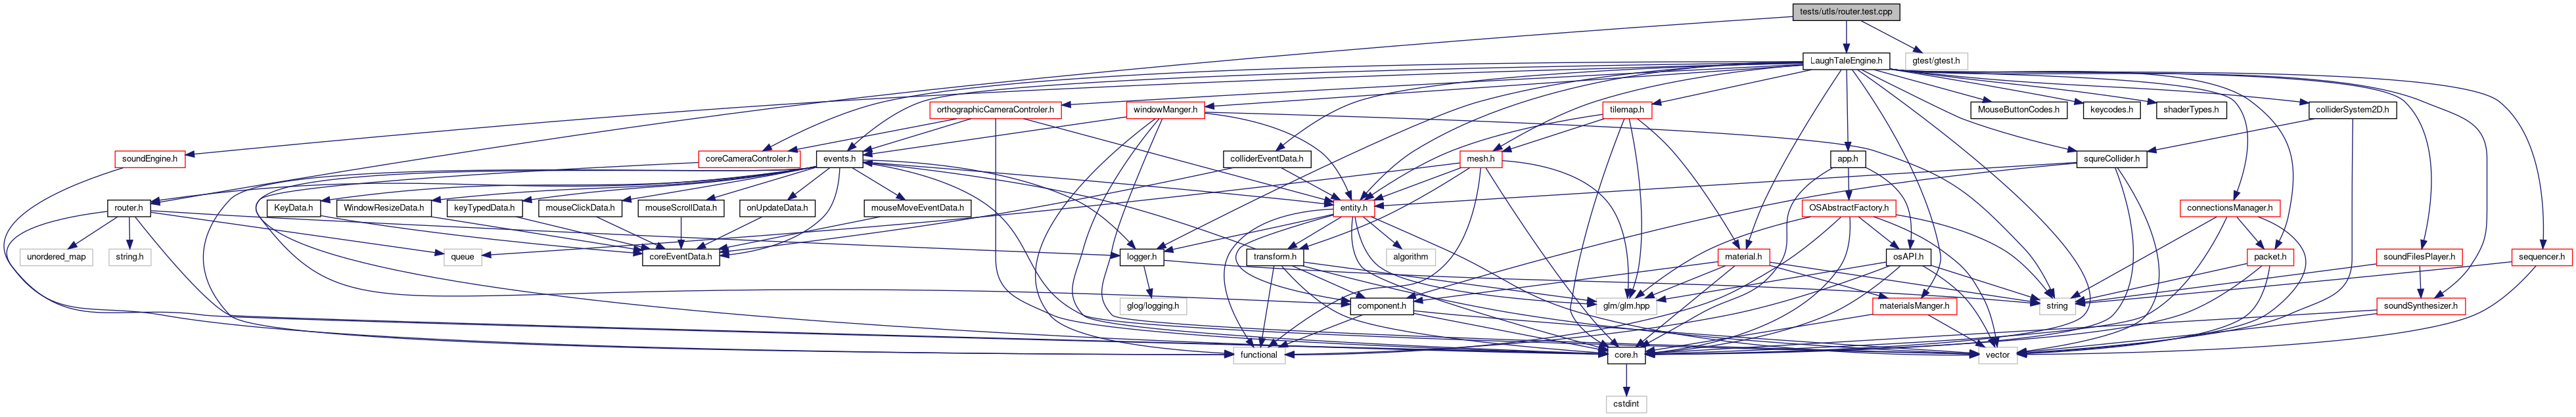 tests/utls/router.test.cpp
LaughTaleEngine.h
gtest/gtest.h
orthographicCameraControler.h
windowManger.h
tilemap.h
MouseButtonCodes.h
keycodes.h
shaderTypes.h
colliderSystem2D.h
soundEngine.h
coreCameraControler.h
events.h
colliderEventData.h
mesh.h
app.h
squreCollider.h
router.h
KeyData.h
WindowResizeData.h
keyTypedData.h
mouseClickData.h
mouseScrollData.h
onUpdateData.h
mouseMoveEventData.h
entity.h
OSAbstractFactory.h
connectionsManager.h
unordered_map
string.h
queue
coreEventData.h
logger.h
transform.h
algorithm
material.h
osAPI.h
packet.h
soundFilesPlayer.h
sequencer.h
glog/logging.h
component.h
glm/glm.hpp
materialsManger.h
string
soundSynthesizer.h
functional
core.h
vector
cstdint